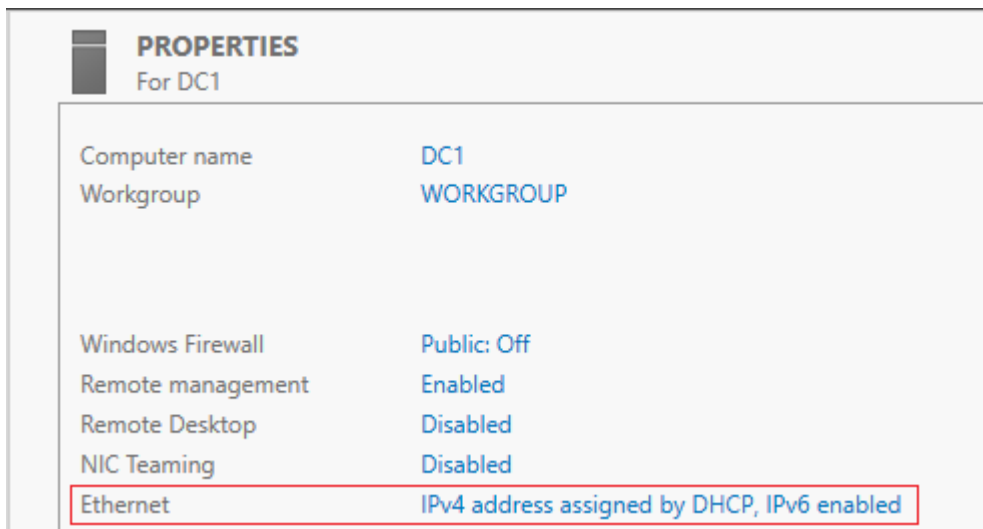 PROPERTIES
For DC1
Computer name DC1
Workgroup WORKGROUP
Windows Firewall Public: Off
Remote management Enabled
Remote Desktop Disabled
NIC Teaming Disabled
Ethernet IPv4 address assigned by DHCP, IPv6 enabled